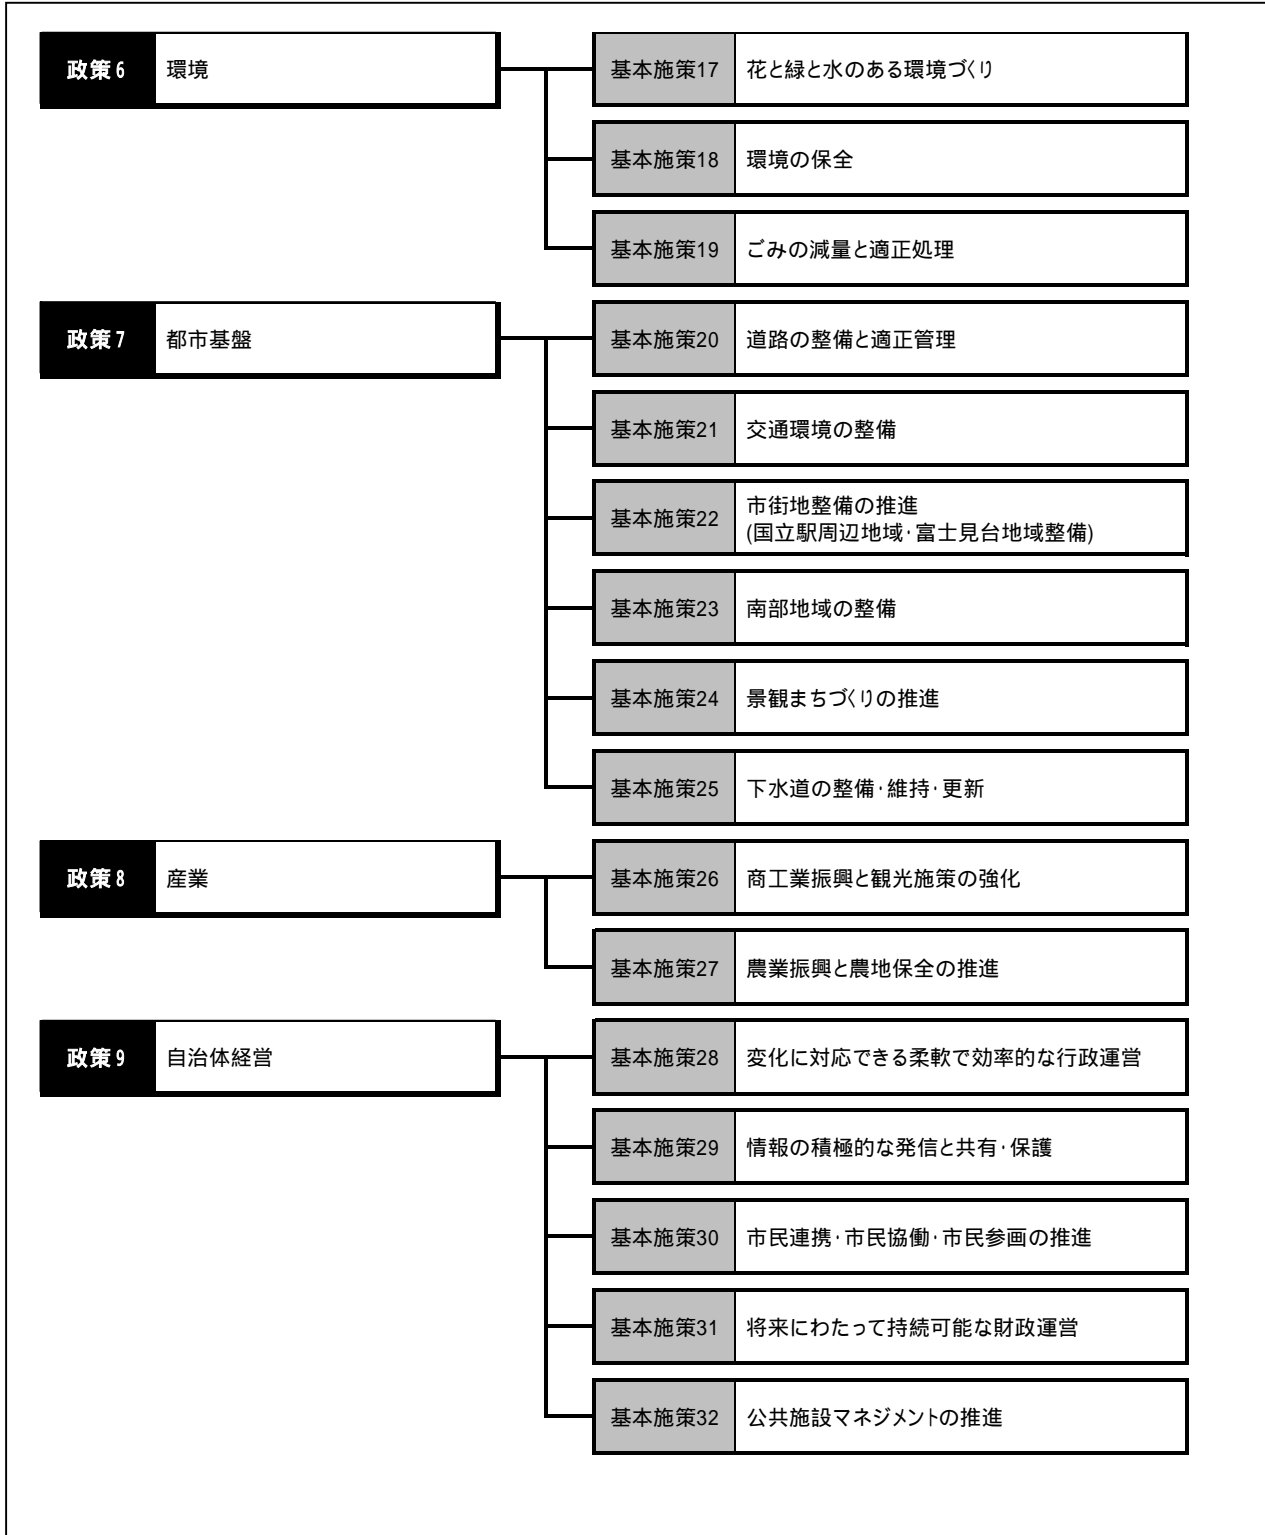 政策6 環境
基本施策17 花と緑と水のある環境づくり
基本施策18 環境の保全
基本施策19 ごみの減量と適正処理
政策7 都市基盤
基本施策20 道路の整備と適正管理
基本施策21 交通環境の整備
基本施策22 市街地整備の推進
(国立駅周辺地域・富士見台地域整備)
基本施策23 南部地域の整備
基本施策24 景観まちづくりの推進
基本施策25 下水道の整備・維持・更新
政策8 産業
基本施策26 商工業振興と観光施策の強化
基本施策27 農業振興と農地保全の推進
政策9 自治体経営
基本施策28 変化に対応できる柔軟で効率的な行政運営
基本施策29 情報の積極的な発信と共有・保護
基本施策30 市民連携・市民協働・市民参画の推進
基本施策31 将来にわたって持続可能な財政運営
基本施策32 公共施設マネジメントの推進